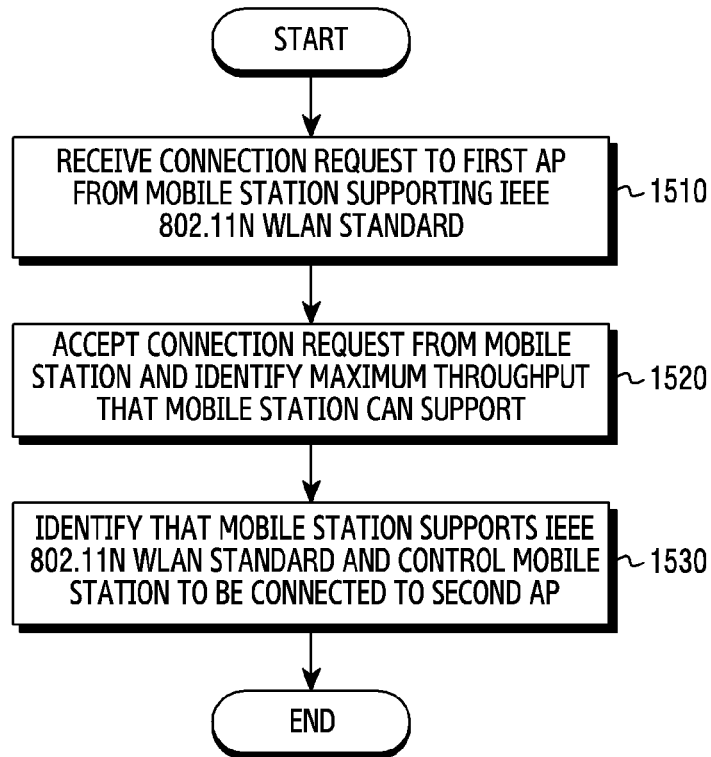 START
RECEIVE CONNECTION REQUEST TO FIRST AP
FROM MOBILE STATION SUPPORTING IEEE
802.11N WLAN STANDARD
1510
ACCEPT CONNECTION REQUEST FROM MOBILE
STATION AND IDENTIFY MAXIMUM THROUGHPUT
THAT MOBILE STATION CAN SUPPORT
1520
IDENTIFY THAT MOBILE STATION SUPPORTS IEEE
802.11N WLAN STANDARD AND CONTROL MOBILE
STATION TO BE CONNECTED TO SECOND AP
1530
END